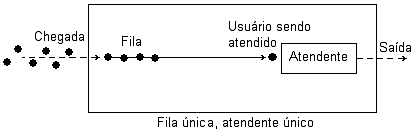 Chegada
Fila
Usuário sendo
atendido
Atendente
Saída
Fila única, atendente único